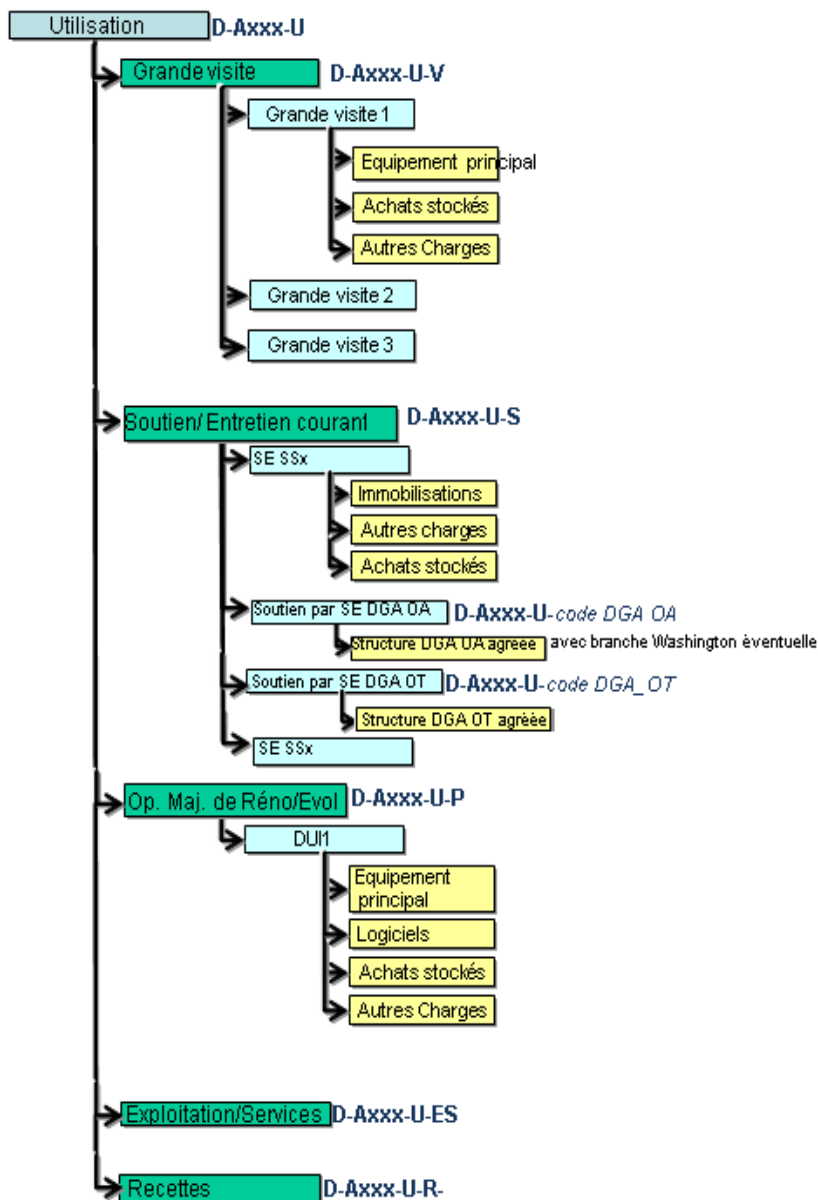 Utilisation D-Axxx-U
Grande visite D-Axxx-U-V
Grande visite 1
Equipement principal
Achats stockés
Autres Charges
Grande visite 2
Grande visite 3
Soutien/ Entretien courant D-Axxx-U-S
SE SSx
Immobilisations
Autres charges
Achats stockés
Soutien par SE DGA OA D-Axxx-U-code DGA OA
Structure DGA OA agréée avec branche Washington éventuelle
Soutien par SE DGA OT D-Axxx-U-code DGA_OT
Structure DGA OT agréée
SE SSx
Op. Maj. de Réno/Evol D-Axxx-U-P
DUI1
Equipement
principal
Logiciels
Achats stockés
Autres Charges
Exploitation/Services D-Axxx-U-ES
Recettes D-Axxx-U-R-